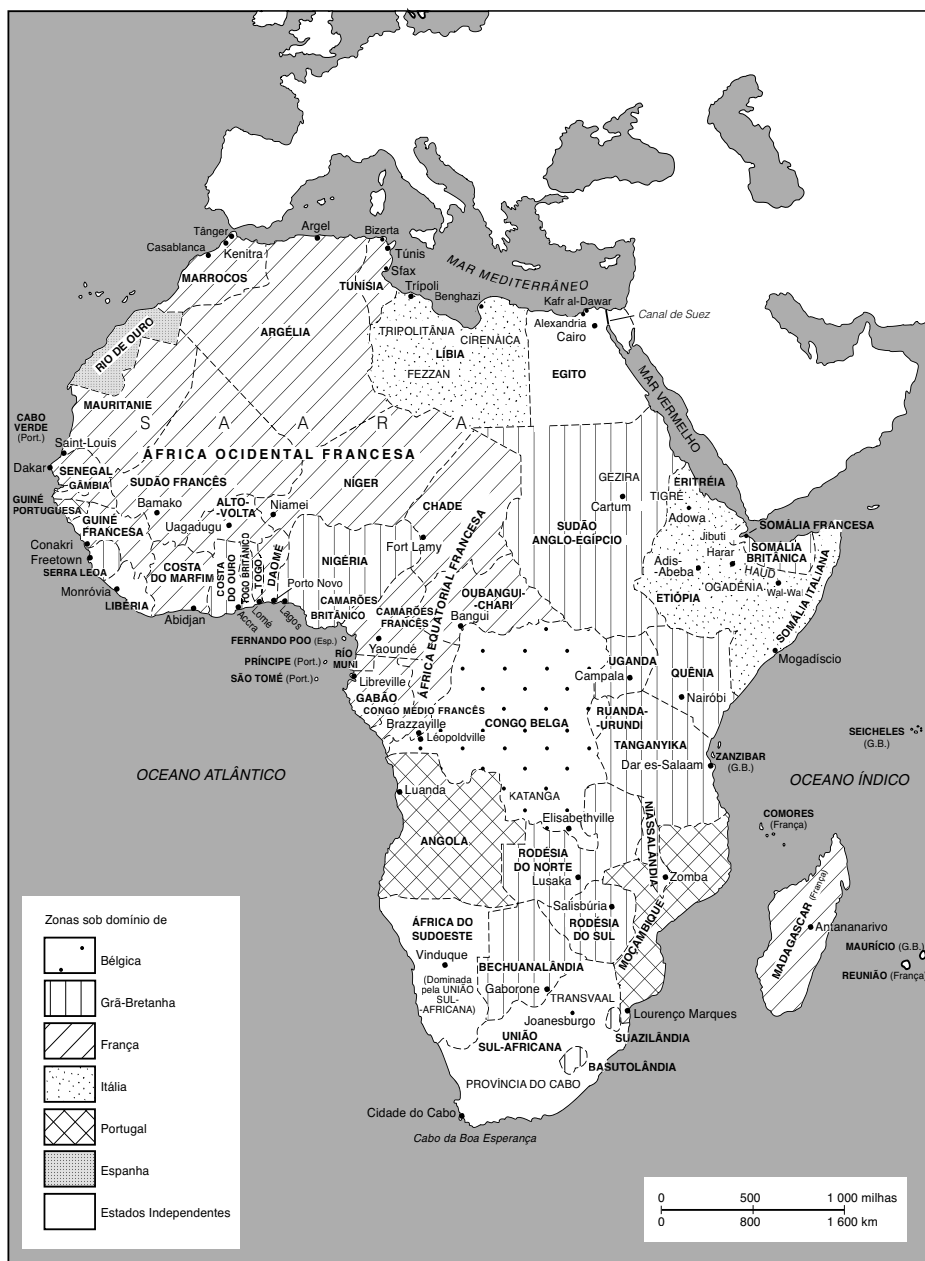 Tânger
Casablanca
Kenitra
Argel
Bizerta
Túnis
Sfax
MARROCOS
TUNÍSIA
MAR MEDITERRÂNEO
Trípoli
Benghazi
Kafr al-Dawar
Alexandria
Cairo
Canal de Suez
RIO DE OURO
ARGÉLIA
TRIPOLITÂNIA
CIRENÁICA
LÍBIA
FEZZAN
EGITO
MAR VERMELHO
MAURITANIE
S A A R A
CABO
VERDE
(Port.)
Saint-Louis
Dakar
SENEGAL
GÂMBIA
ÁFRICA OCIDENTAL FRANCESA
SUDÃO FRANCÊS
NÍGER
CHADE
GUINÉ
PORTUGUESA
GUINÉ
FRANCESA
Bamako
ALTO-
-VOLTA
Niamei
Uagadugu
Fort Lamy
GEZIRA
Cartum
SUDÃO
ANGLO-EGÍPCIO
ERITRÉIA
TIGRÉ
Adowa
SOMÁLIA FRANCESA
Jibuti
SOMÁLIA
BRITÂNICA
Harar
HAUD
Wal-Wal
Adis-
Abeba
OGADÊNIA
ETIÓPIA
SOMÁLIA ITALIANA
Mogadíscio
Conakri
Freetown
SERRA LEOA
Monróvia
LIBÉRIA
COSTA
DO MARFIM
Abidjan
COSTA
DO OURO
TOGO BRITÂNICO
TOGO
DAOMÉ
Accra
Lomé
Lagos
Porto Novo
NIGÉRIA
CAMARÕES
BRITÂNICO
CAMARÕES
FRANCÊS
Yaoundé
OUBANGUI-
-CHARI
Bangui
ÁFRICA EQUATORIAL FRANCESA
FERNANDO POO (Esp.)
PRÍNCIPE (Port.)
SÃO TOMÉ (Port.)
RÍO
MUNI
Libreville
GABÃO
CONGO MÉDIO FRANCÊS
Brazzaville
Léopoldville
CONGO BELGA
UGANDA
Campala
QUÊNIA
Nairóbi
RUANDA-
-URUNDI
TANGANYIKA
Dar es-Salaam
ZANZIBAR
(G.B.)
SEICHELES
(G.B.)
OCEANO ATLÂNTICO
OCEANO ÍNDICO
Luanda
ANGOLA
KATANGA
Elisabethville
RODÉSIA
DO NORTE
Lusaka
NIASSALÂNDIA
Zomba
COMORES
(França)
MADAGASCAR (França)
Antananarivo
MAURÍCIO (G.B.)
REUNIÃO (França)
ÁFRICA DO
SUDOESTE
Vinduque
(Dominada
pela UNIÃO
SUL-
-AFRICANA)
Salisbúria
RODÉSIA
DO SUL
MOÇAMBIQUE
BECHUANALÂNDIA
Gaborone
TRANSVAAL
Joanesburgo
Lourenço Marques
SUAZILÂNDIA
UNIÃO
SUL-AFRICANA
BASUTOLÂNDIA
PROVÍNCIA DO CABO
Cidade do Cabo
Cabo da Boa Esperança
Zonas sob domínio de
Bélgica
Grã-Bretanha
França
Itália
Portugal
Espanha
Estados Independentes
0 500 1 000 milhas
0 800 1 600 km